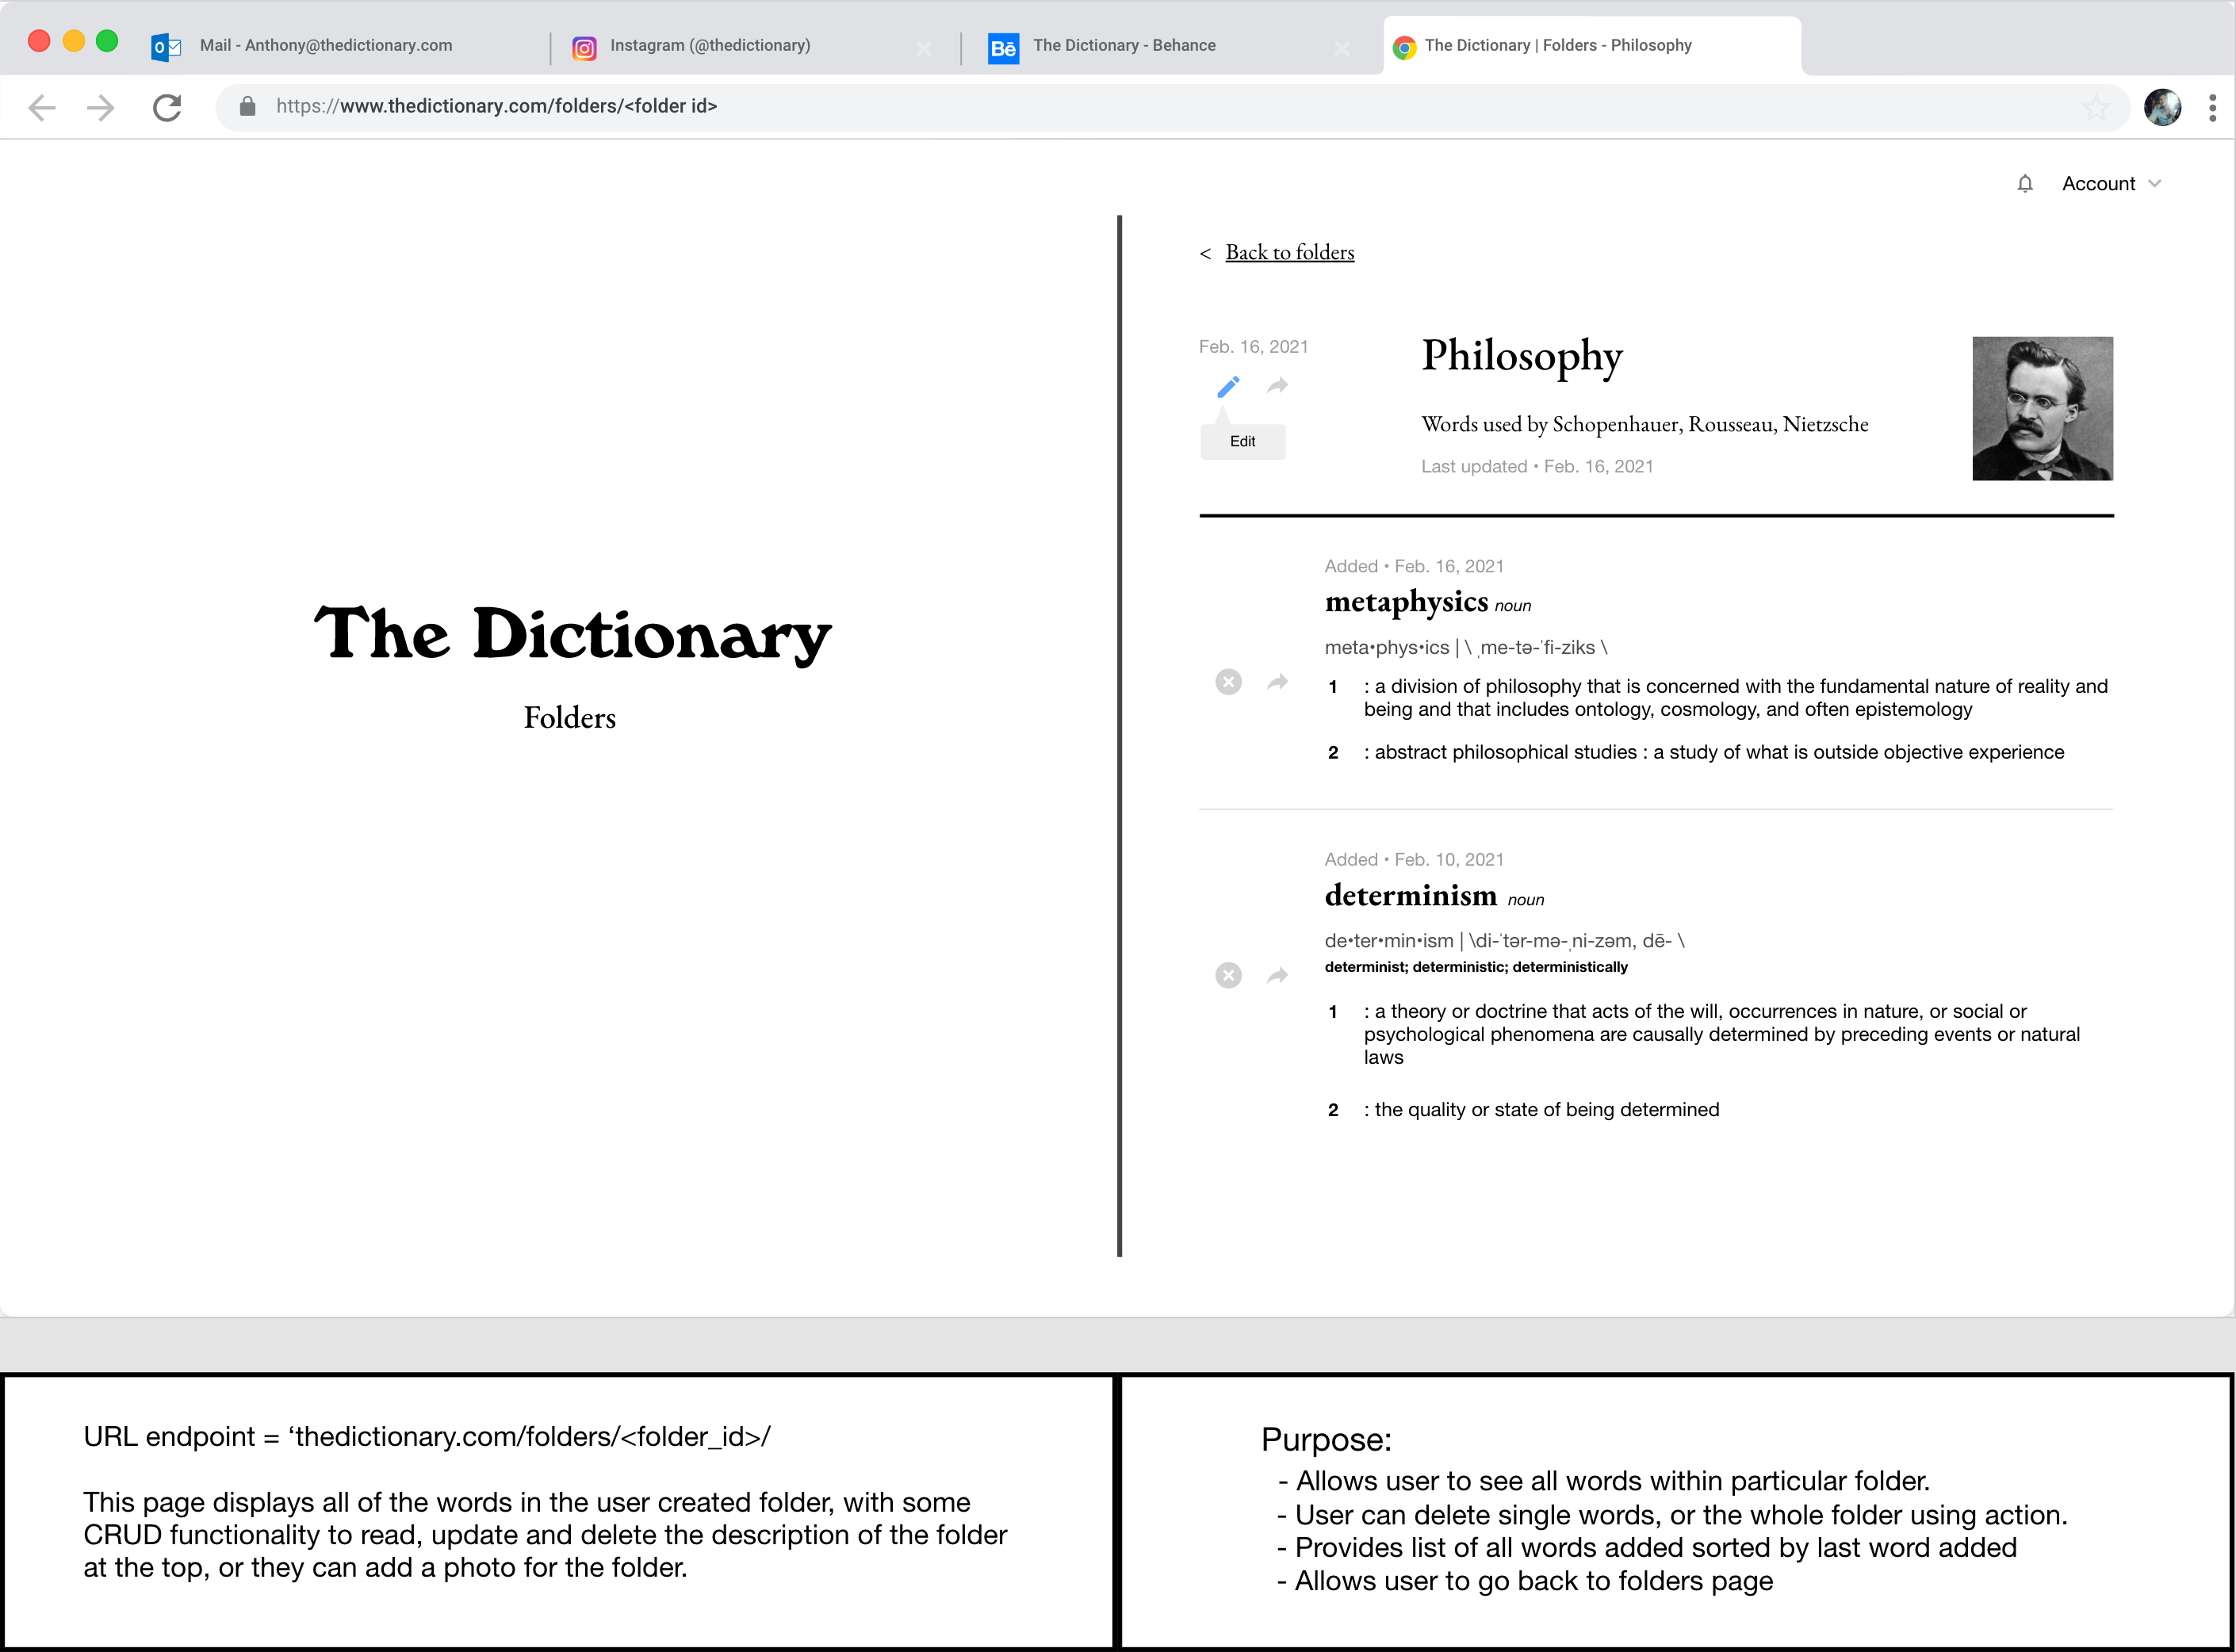 Mail - Anthony@thedictionary.com
Instagram (@thedictionary)
Bē
The Dictionary - Behance
The Dictionary | Folders - Philosophy
https://www.thedictionary.com/folders/<folder id>
Account
< Back to folders
Feb. 16, 2021
Edit
Philosophy
Words used by Schopenhauer, Rousseau, Nietzsche
Last updated • Feb. 16, 2021
The Dictionary
Folders
Added • Feb. 16, 2021
metaphysics noun
meta•phys•ics | \ ˌme-tə-ˈfi-ziks \
1 : a division of philosophy that is concerned with the fundamental nature of reality and
being and that includes ontology, cosmology, and often epistemology
2 : abstract philosophical studies : a study of what is outside objective experience
Added • Feb. 10, 2021
determinism noun
de•ter•min•ism | \di-ˈtər-mə-ˌni-zəm, dē- \
determinist; deterministic; deterministically
1 : a theory or doctrine that acts of the will, occurrences in nature, or social or
psychological phenomena are causally determined by preceding events or natural
laws
2 : the quality or state of being determined
URL endpoint = ‘thedictionary.com/folders/<folder_id>/
This page displays all of the words in the user created folder, with some
CRUD functionality to read, update and delete the description of the folder
at the top, or they can add a photo for the folder.
Purpose:
- Allows user to see all words within particular folder.
- User can delete single words, or the whole folder using action.
- Provides list of all words added sorted by last word added
- Allows user to go back to folders page